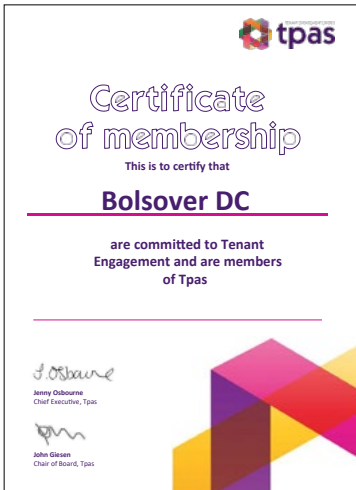 tpas
Certificate
of membership
This is to certify that
Bolsover DC
are committed to Tenant
Engagement and are members
of Tpas
J. Osbourne
Jenny Osbourne
Chief Executive, Tpas
John Giesen
Chair of Board, Tpas